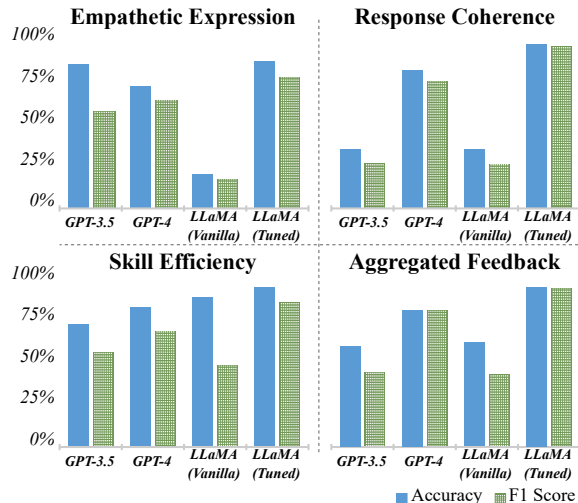 Empathetic Expression
Response Coherence
100%
75%
50%
25%
0%
GPT-3.5
GPT-4
LLaMA
(Vanilla)
LLaMA
(Tuned)
GPT-3.5
GPT-4
LLaMA
(Vanilla)
LLaMA
(Tuned)
Skill Efficiency
Aggregated Feedback
100%
75%
50%
25%
0%
GPT-3.5
GPT-4
LLaMA
(Vanilla)
LLaMA
(Tuned)
GPT-3.5
GPT-4
LLaMA
(Vanilla)
LLaMA
(Tuned)
Accuracy
F1 Score